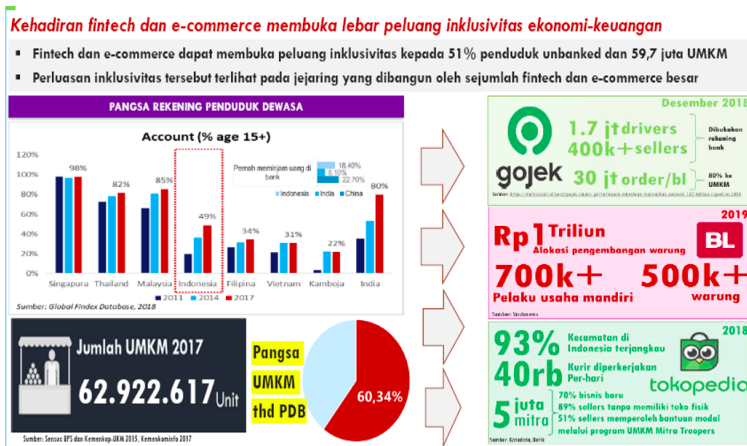 Kehadiran fintech dan e-commerce membuka lebar peluang inklusivitas ekonomi-keuangan
▪ Fintech dan e-commerce dapat membuka peluang inklusivitas kepada 51% penduduk unbanked dan 59,7 juta UMKM
▪ Perluasan inklusivitas tersebut terlihat pada jejaring yang dibangun oleh sejumlah fintech dan e-commerce besar
PANGSA REKENING PENDUDUK DEWASA
Account (% age 15+)
120%
100%
80%
60%
40%
20%
0%
98%
82%
85%
49%
34%
31%
22%
80%
Pernah meminjam uang di
bank
18.40%
22.70%
Indonesia India China
Singapura Thailand Malaysia Indonesia Filipina Vietnam Kamboja India
2011 2014 2017
Sumber: Global Findex Database, 2018
Jumlah UMKM 2017
62.922.617 Unit
Sumber: Sensus BPS dan Kemenkop-UKM 2015, Kemenkominfo 2017
Pangsa
UMKM
thd PDB
60,34%
Desember 2018
gojek
1.7 jt drivers
400k+ sellers
Dibukakan
rekening
bank
30 jt order/bl
80% ke
UMKM
2019
Rp1 Triliun
Alokasi pengembangan warung
BL
700k+
Pelaku usaha mandiri
500k+
warung
Sumber: Sindonews
2018
93%
Kecamatan di
Indonesia terjangkau
40rb
Kurir diperkerjakan
Per-hari
tokopedia
5 juta
mitra
70% bisnis baru
89% sellers tanpa memiliki toko fisik
51% sellers memperoleh bantuan modal
melalui program UMKM Mitra Troopers
Sumber: Katadata, Detik